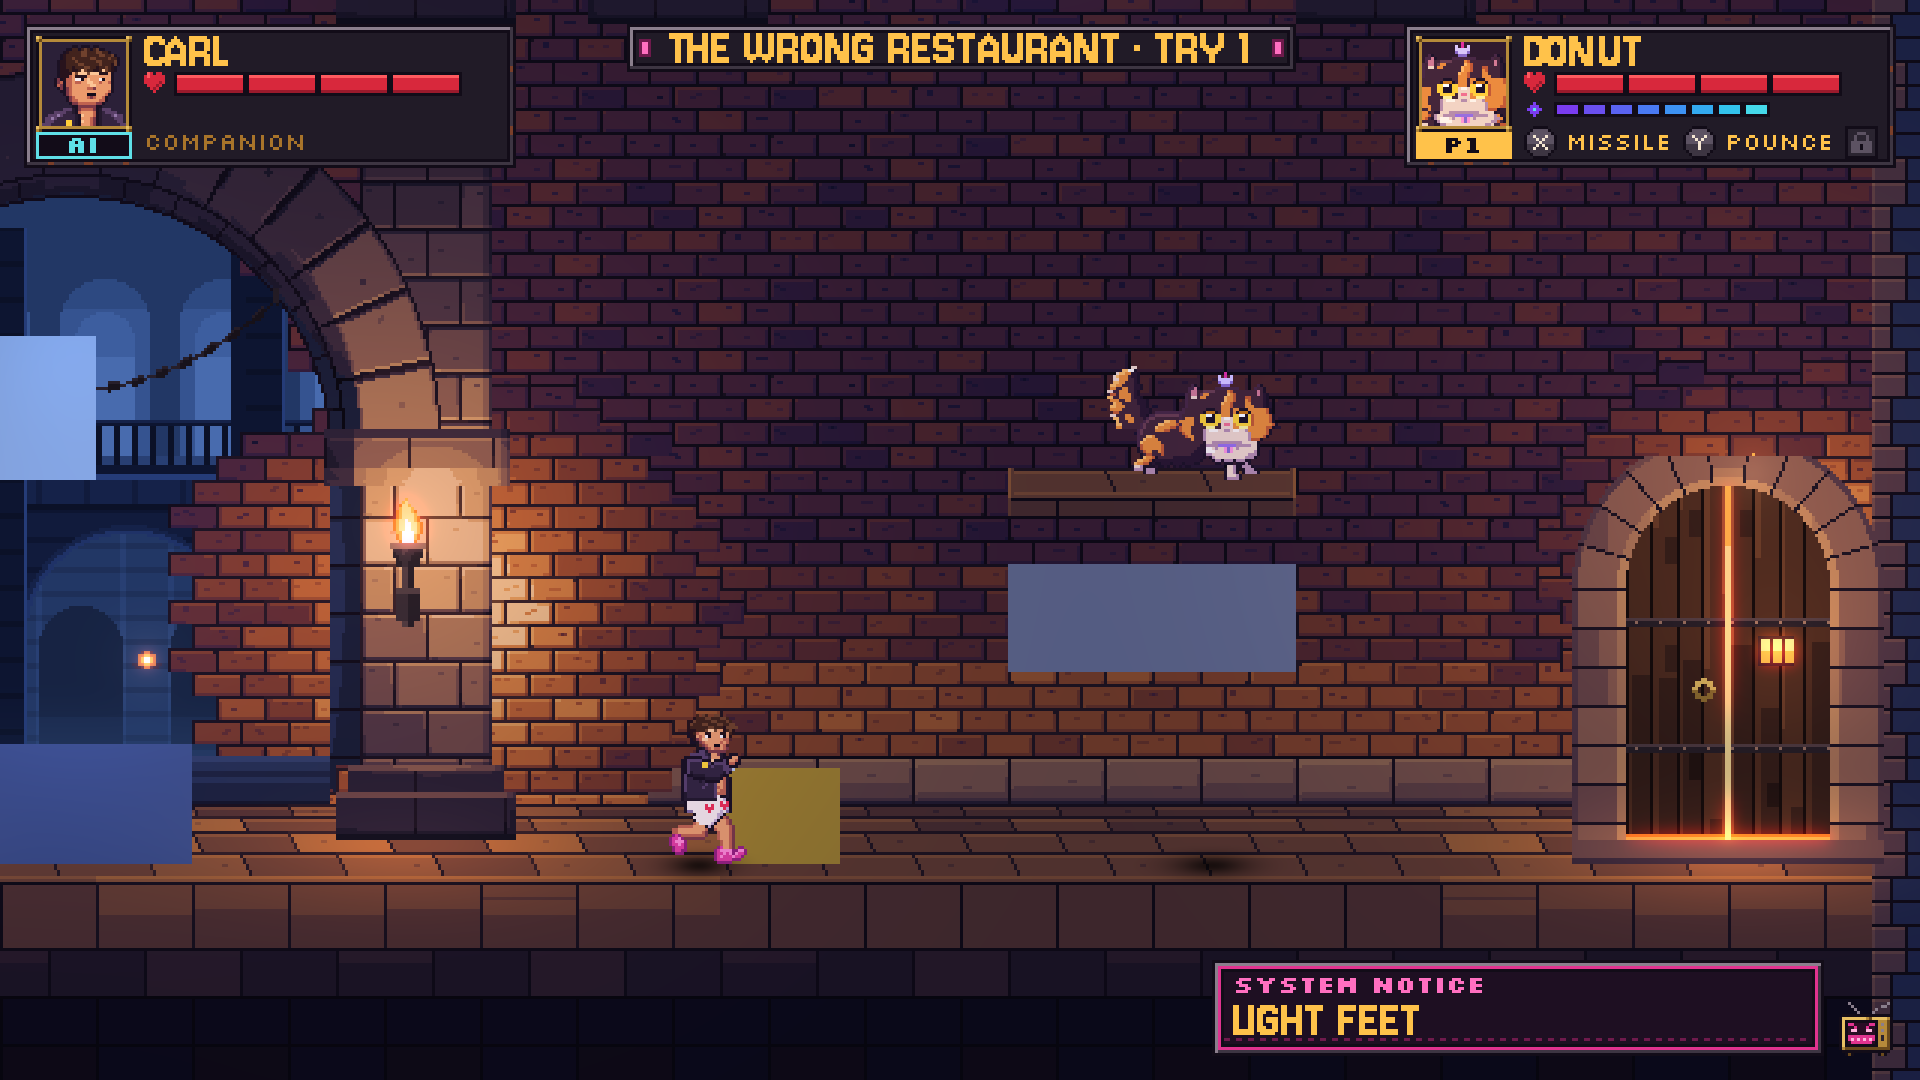 CARL
AI
COMPANION
THE WRONG RESTAURANT · TRY 1
DONUT
P1
X MISSILE Y POUNCE
SYSTEM NOTICE
LIGHT FEET